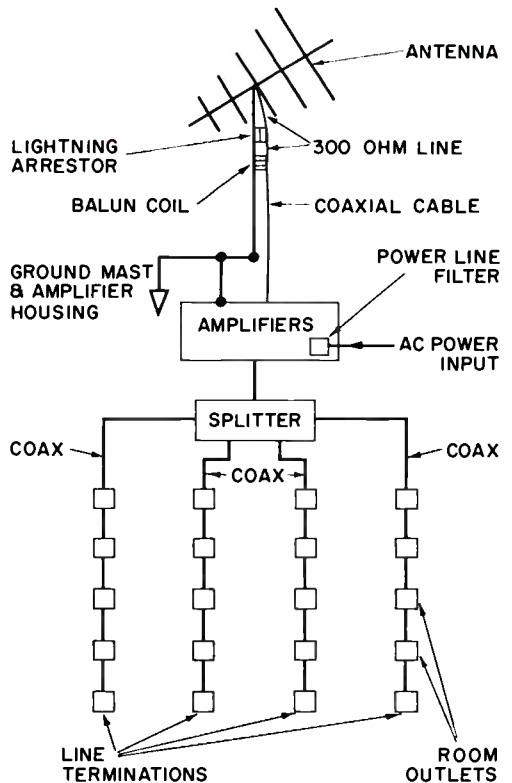 ANTENNA
LIGHTNING
ARRESTOR
300 OHM LINE
BALUN COIL
COAXIAL CABLE
GROUND MAST
& AMPLIFIER
HOUSING
POWER LINE
FILTER
AMPLIFIERS
AC POWER
INPUT
SPLITTER
COAX
COAX
COAX
LINE
TERMINATIONS
ROOM
OUTLETS